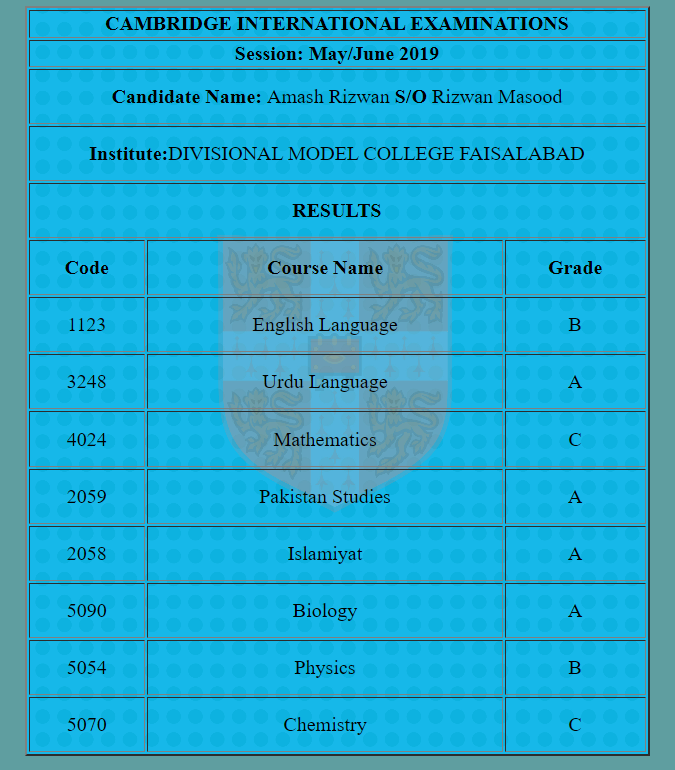 CAMBRIDGE INTERNATIONAL EXAMINATIONS
Session: May/June 2019
Candidate Name: Amash Rizwan S/O Rizwan Masood
Institute:DIVISIONAL MODEL COLLEGE FAISALABAD
RESULTS
Code Course Name Grade
1123 English Language B
3248 Urdu Language A
4024 Mathematics C
2059 Pakistan Studies A
2058 Islamiyat A
5090 Biology A
5054 Physics B
5070 Chemistry C